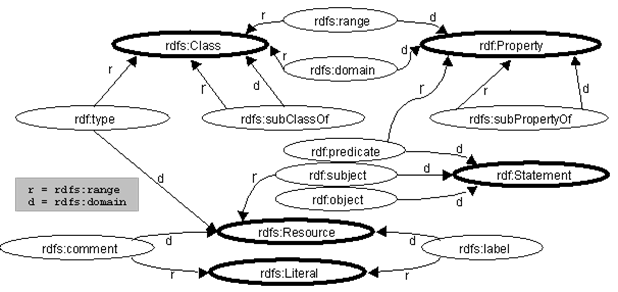 r
rdfs:range
d
rdfs:Class
rdf:Property
r
d
rdfs:domain
r
r
d
r
r
d
rdf:type
rdfs:subClassOf
rdfs:subPropertyOf
rdf:predicate
d
r
rdf:subject
d
rdf:Statement
d
r = rdfs:range
d = rdfs:domain
rdf:object
d
rdfs:Resource
rdfs:comment
d
d
rdfs:label
r
rdfs:Literal
r